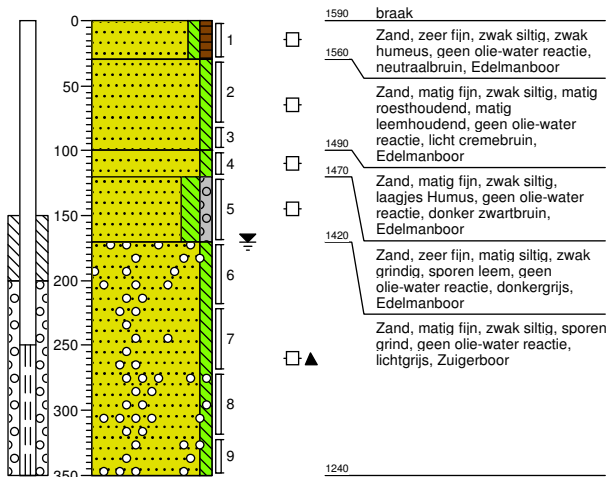 0
50
100
150
200
250
300
350
1
2
3
4
5
6
7
8
9
1590
braak
Zand, zeer fijn, zwak siltig, zwak
humeus, geen olie-water reactie,
neutraalbruin, Edelmanboor
1560
Zand, matig fijn, zwak siltig, matig
roesthoudend, matig
leemhoudend, geen olie-water
reactie, licht cremebruin,
Edelmanboor
1490
Zand, matig fijn, zwak siltig,
laagjes Humus, geen olie-water
reactie, donker zwartbruin,
Edelmanboor
1470
Zand, zeer fijn, matig siltig, zwak
grindig, sporen leem, geen
olie-water reactie, donkergrijs,
Edelmanboor
1420
Zand, matig fijn, zwak siltig, sporen
grind, geen olie-water reactie,
lichtgrijs, Zuigerboor
1240